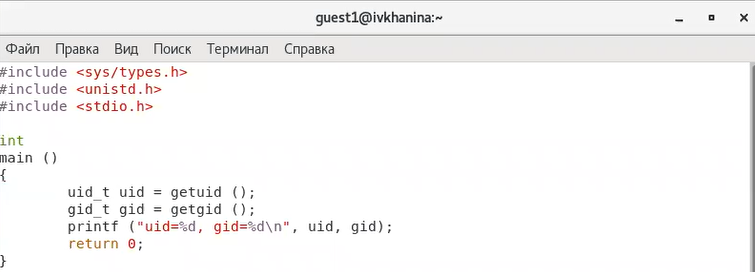 guest1@ivkhanina:~
Файл Правка Вид Поиск Терминал Справка
#include <sys/types.h>
#include <unistd.h>
#include <stdio.h>
int
main ()
{
uid_t uid = getuid ();
gid_t gid = getgid ();
printf ("uid=%d, gid=%d\n", uid, gid);
return 0;
}